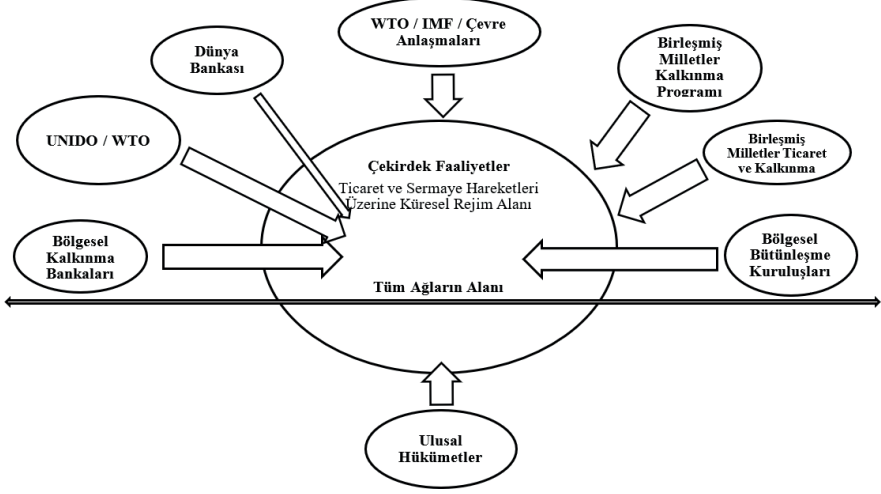 WTO / IMF / Çevre
Anlaşmaları
Dünya
Bankası
Birleşmiş
Milletler
Kalkınma
Programı
UNIDO / WTO
Birleşmiş
Milletler Ticaret
ve Kalkınma
Çekirdek Faaliyetler
Ticaret ve Sermaye Hareketleri
Üzerine Küresel Rejim Alanı
Bölgesel
Kalkınma
Bankaları
Bölgesel
Bütünleşme
Kuruluşları
Tüm Ağların Alanı
Ulusal
Hükümetler